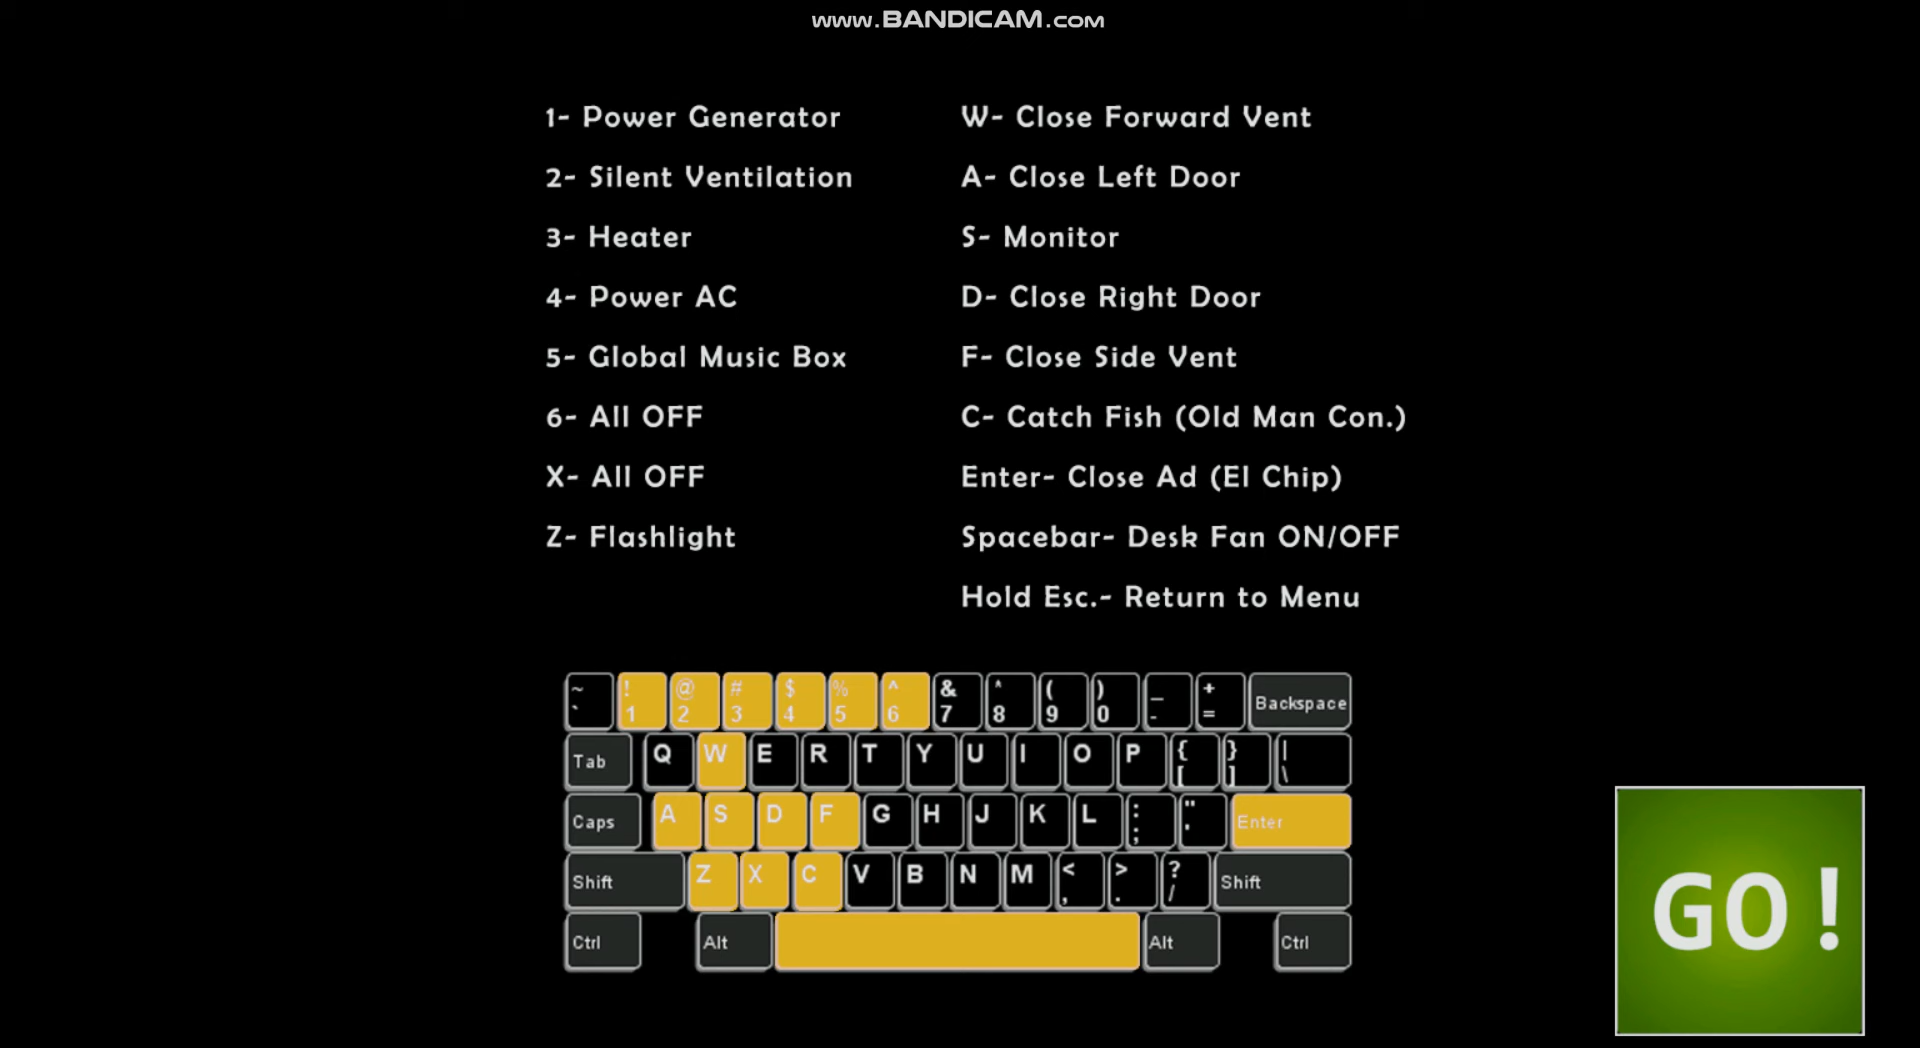 www.BANDICAM.com
1- Power Generator
2- Silent Ventilation
3- Heater
4- Power AC
5- Global Music Box
6- All OFF
X- All OFF
Z- Flashlight
W- Close Forward Vent
A- Close Left Door
S- Monitor
D- Close Right Door
F- Close Side Vent
C- Catch Fish (Old Man Con.)
Enter- Close Ad (El Chip)
Spacebar- Desk Fan ON/OFF
Hold Esc.- Return to Menu
~ ! @ # $ % ^ & * ( ) _ +
` 1 2 3 4 5 6 7 8 9 0 - = Backspace
Tab Q W E R T Y U I O P { } |
[ ] \
Caps A S D F G H J K L : " Enter
; '
Shift Z X C V B N M < > ? Shift
, . /
Ctrl Alt Alt Ctrl
GO!